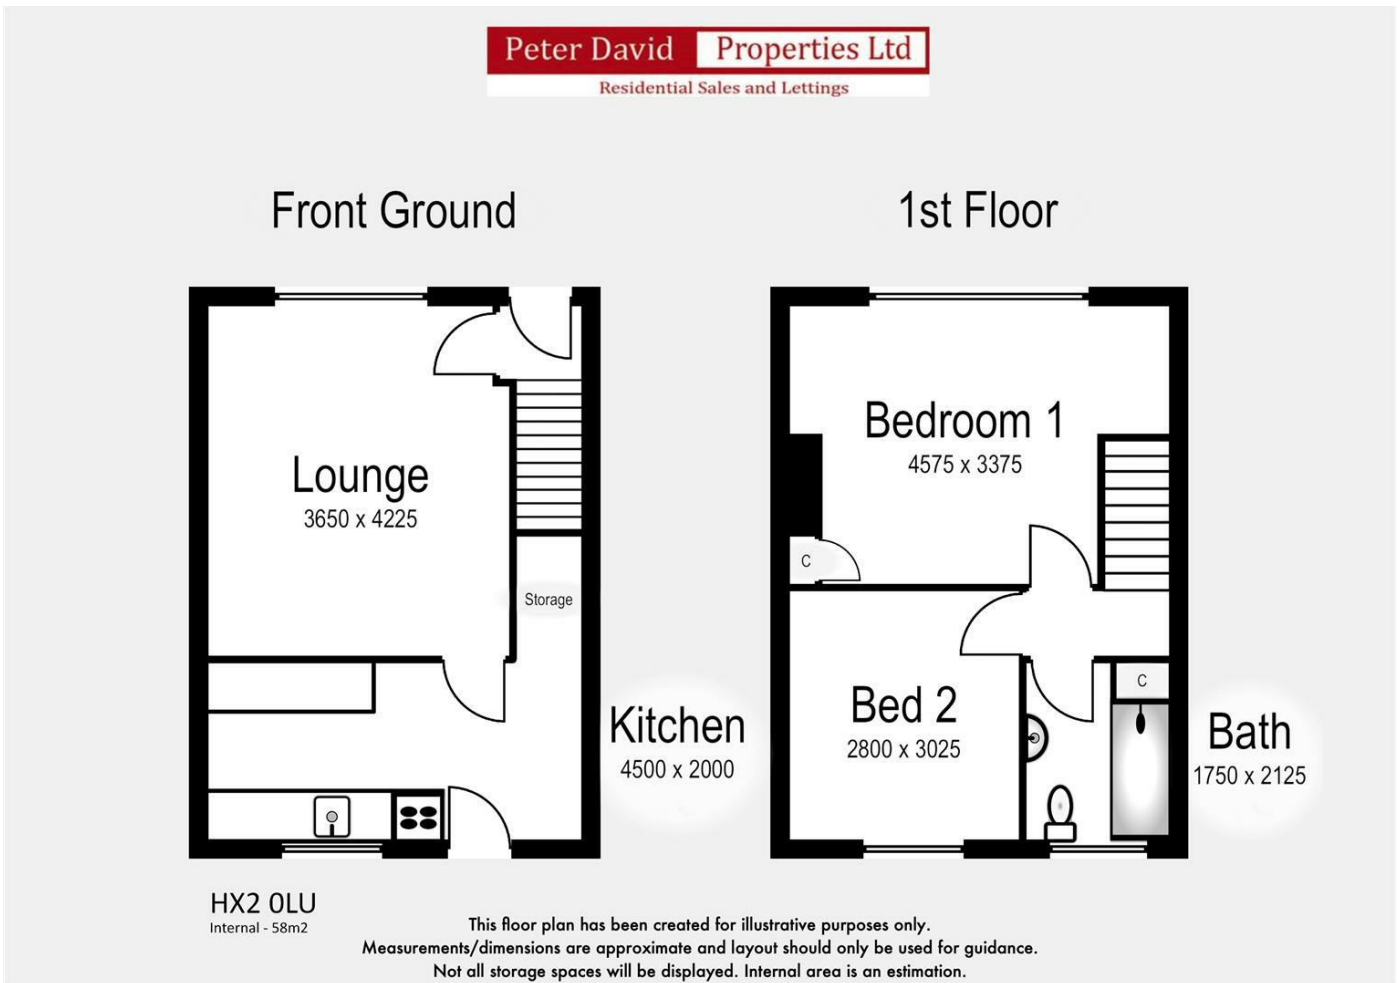 Peter David Properties Ltd
Residential Sales and Lettings
Front Ground
1st Floor
Lounge
3650 x 4225
Storage
Kitchen
4500 x 2000
Bedroom 1
4575 x 3375
C
Bed 2
2800 x 3025
C
Bath
1750 x 2125
HX2 0LU
Internal - 58m2
This floor plan has been created for illustrative purposes only.
Measurements/dimensions are approximate and layout should only be used for guidance.
Not all storage spaces will be displayed. Internal area is an estimation.